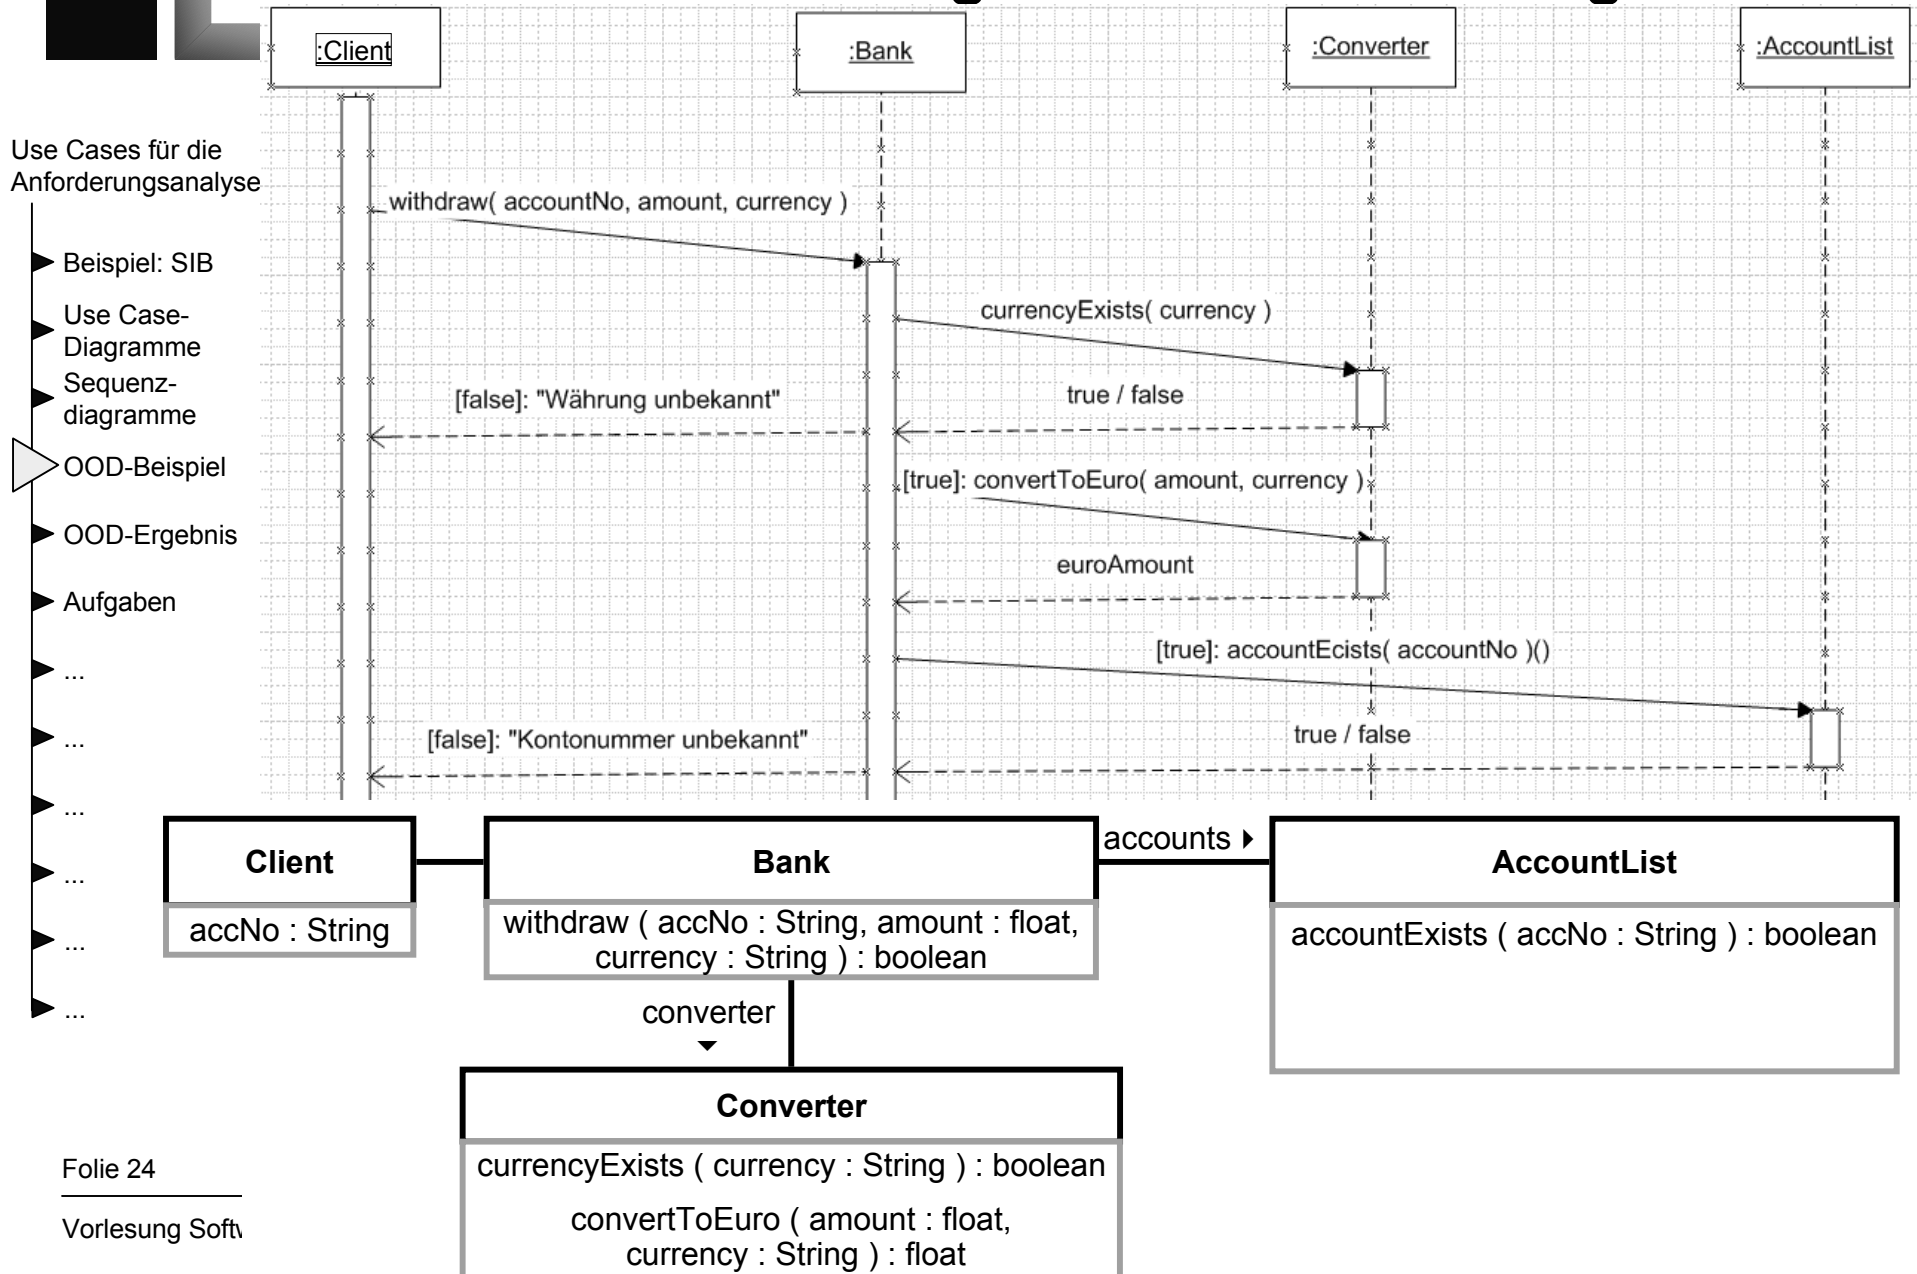 :Client
:Bank
:Converter
:AccountList
Use Cases für die
Anforderungsanalyse
Beispiel: SIB
Use Case-
Diagramme
Sequenz-
diagramme
OOD-Beispiel
OOD-Ergebnis
Aufgaben
...
...
...
...
...
...
withdraw( accountNo, amount, currency )
currencyExists( currency )
true / false
[false]: "Währung unbekannt"
[true]: convertToEuro( amount, currency )
euroAmount
[true]: accountEcists( accountNo )()
true / false
[false]: "Kontonummer unbekannt"
Client
accNo : String
Bank
withdraw ( accNo : String, amount : float,
currency : String ) : boolean
accounts
AccountList
accountExists ( accNo : String ) : boolean
converter
Converter
currencyExists ( currency : String ) : boolean
convertToEuro ( amount : float,
currency : String ) : float
Folie 24
Vorlesung Softw